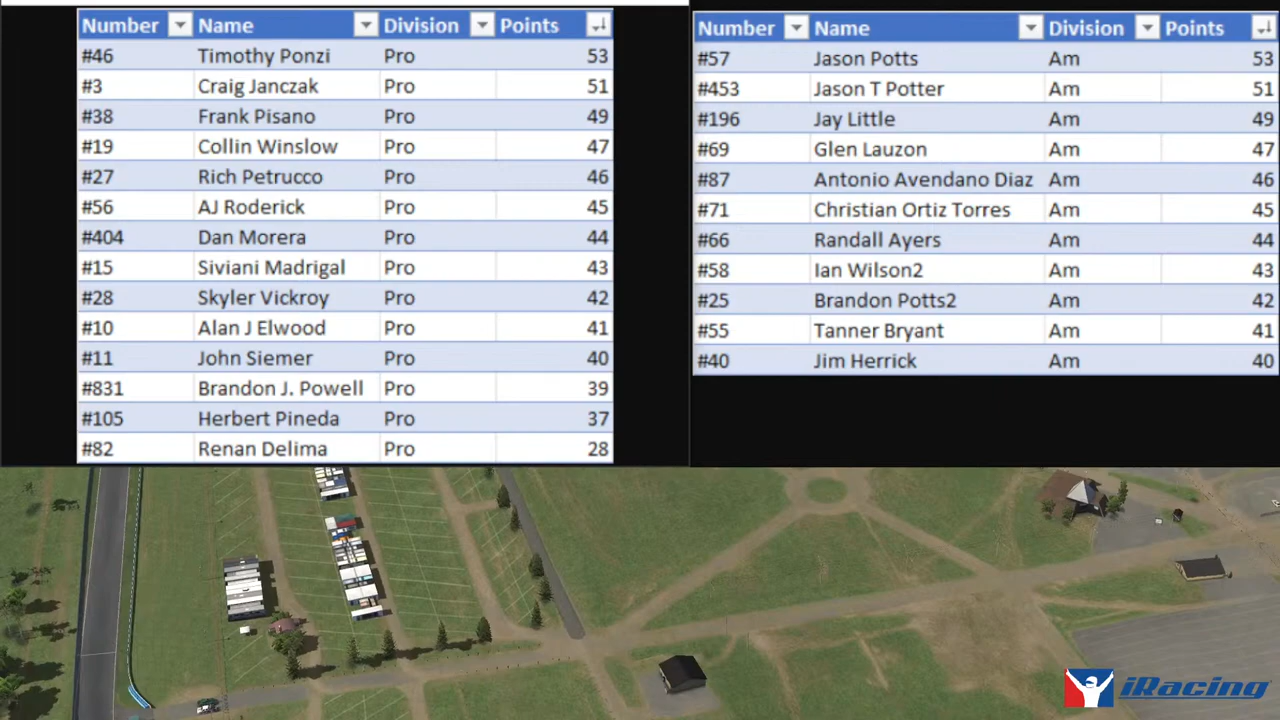 Number Name Division Points
#46 Timothy Ponzi Pro 53
#3 Craig Janczak Pro 51
#38 Frank Pisano Pro 49
#19 Collin Winslow Pro 47
#27 Rich Petrucco Pro 46
#56 AJ Roderick Pro 45
#404 Dan Morera Pro 44
#15 Siviani Madrigal Pro 43
#28 Skyler Vickroy Pro 42
#10 Alan J Elwood Pro 41
#11 John Siemer Pro 40
#831 Brandon J. Powell Pro 39
#105 Herbert Pineda Pro 37
#82 Renan Delima Pro 28
Number Name Division Points
#57 Jason Potts Am 53
#453 Jason T Potter Am 51
#196 Jay Little Am 49
#69 Glen Lauzon Am 47
#87 Antonio Avendano Diaz Am 46
#71 Christian Ortiz Torres Am 45
#66 Randall Ayers Am 44
#58 Ian Wilson2 Am 43
#25 Brandon Potts2 Am 42
#55 Tanner Bryant Am 41
#40 Jim Herrick Am 40
iRacing